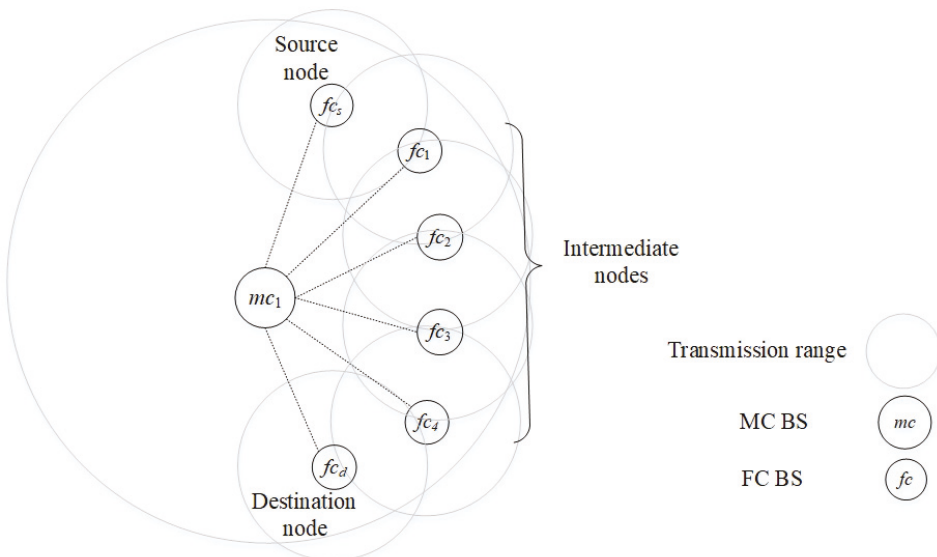 Source
node
fcₛ
fc₁
fc₂
Intermediate
nodes
mc₁
fc₃
Transmission range
fc₄
MC BS
mc
fc_d
FC BS
fc
Destination
node